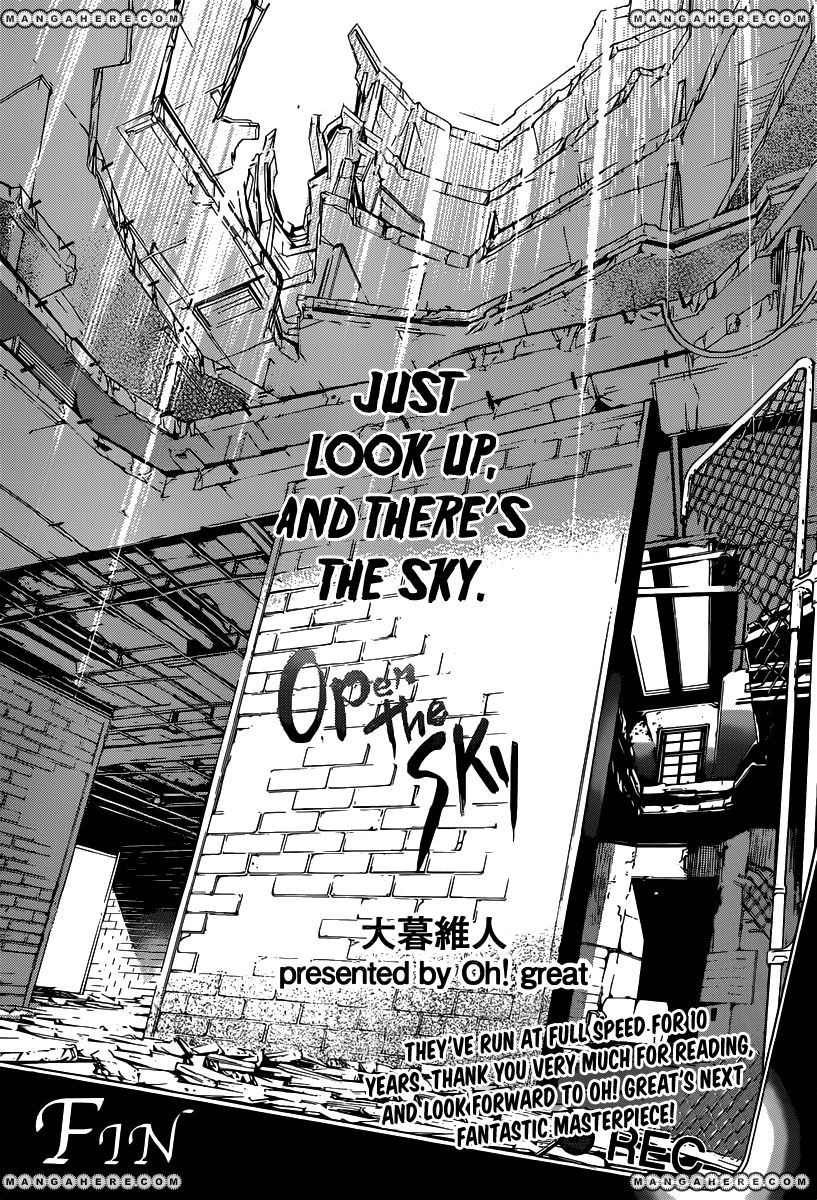 MANGAHERE.COM
MANGAHERE.COM
JUST
LOOK UP,
AND THERE'S
THE SKY.
Open
the
SKY
大暮維人
presented by Oh! great
THEY'VE RUN AT FULL SPEED FOR 10
YEARS. THANK YOU VERY MUCH FOR READING,
AND LOOK FORWARD TO OH! GREAT'S NEXT
FANTASTIC MASTERPIECE!
REC
FIN
MANGAHERE.COM
MANGAHERE.COM